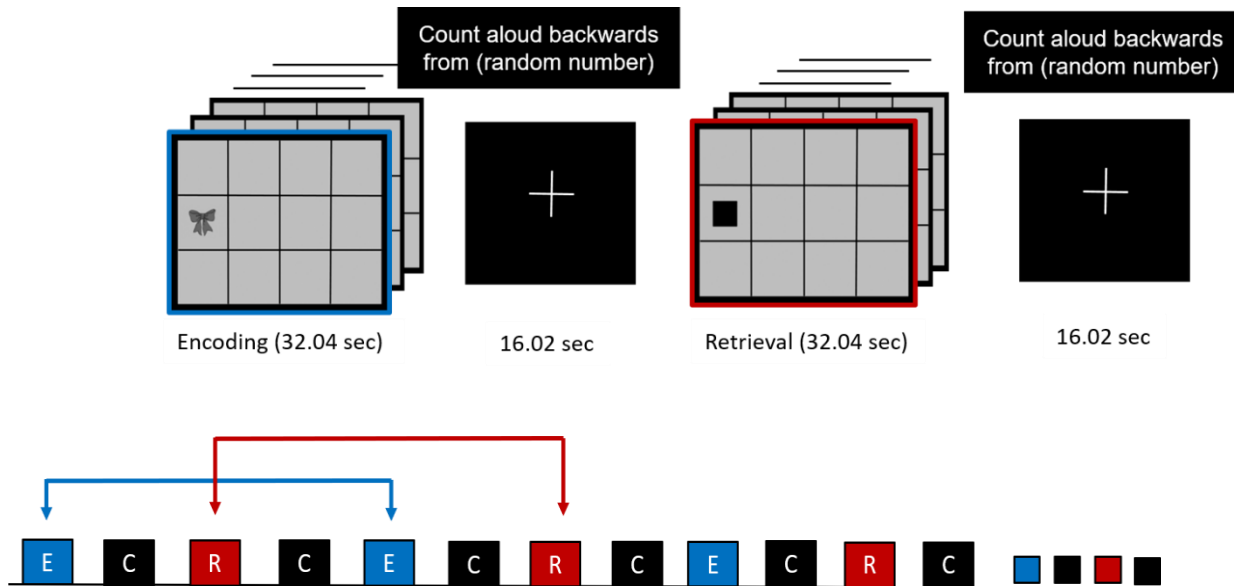 Count aloud backwards
from (random number)
Count aloud backwards
from (random number)
Encoding (32.04 sec)
16.02 sec
Retrieval (32.04 sec)
16.02 sec
E C R C E C R C E C R C